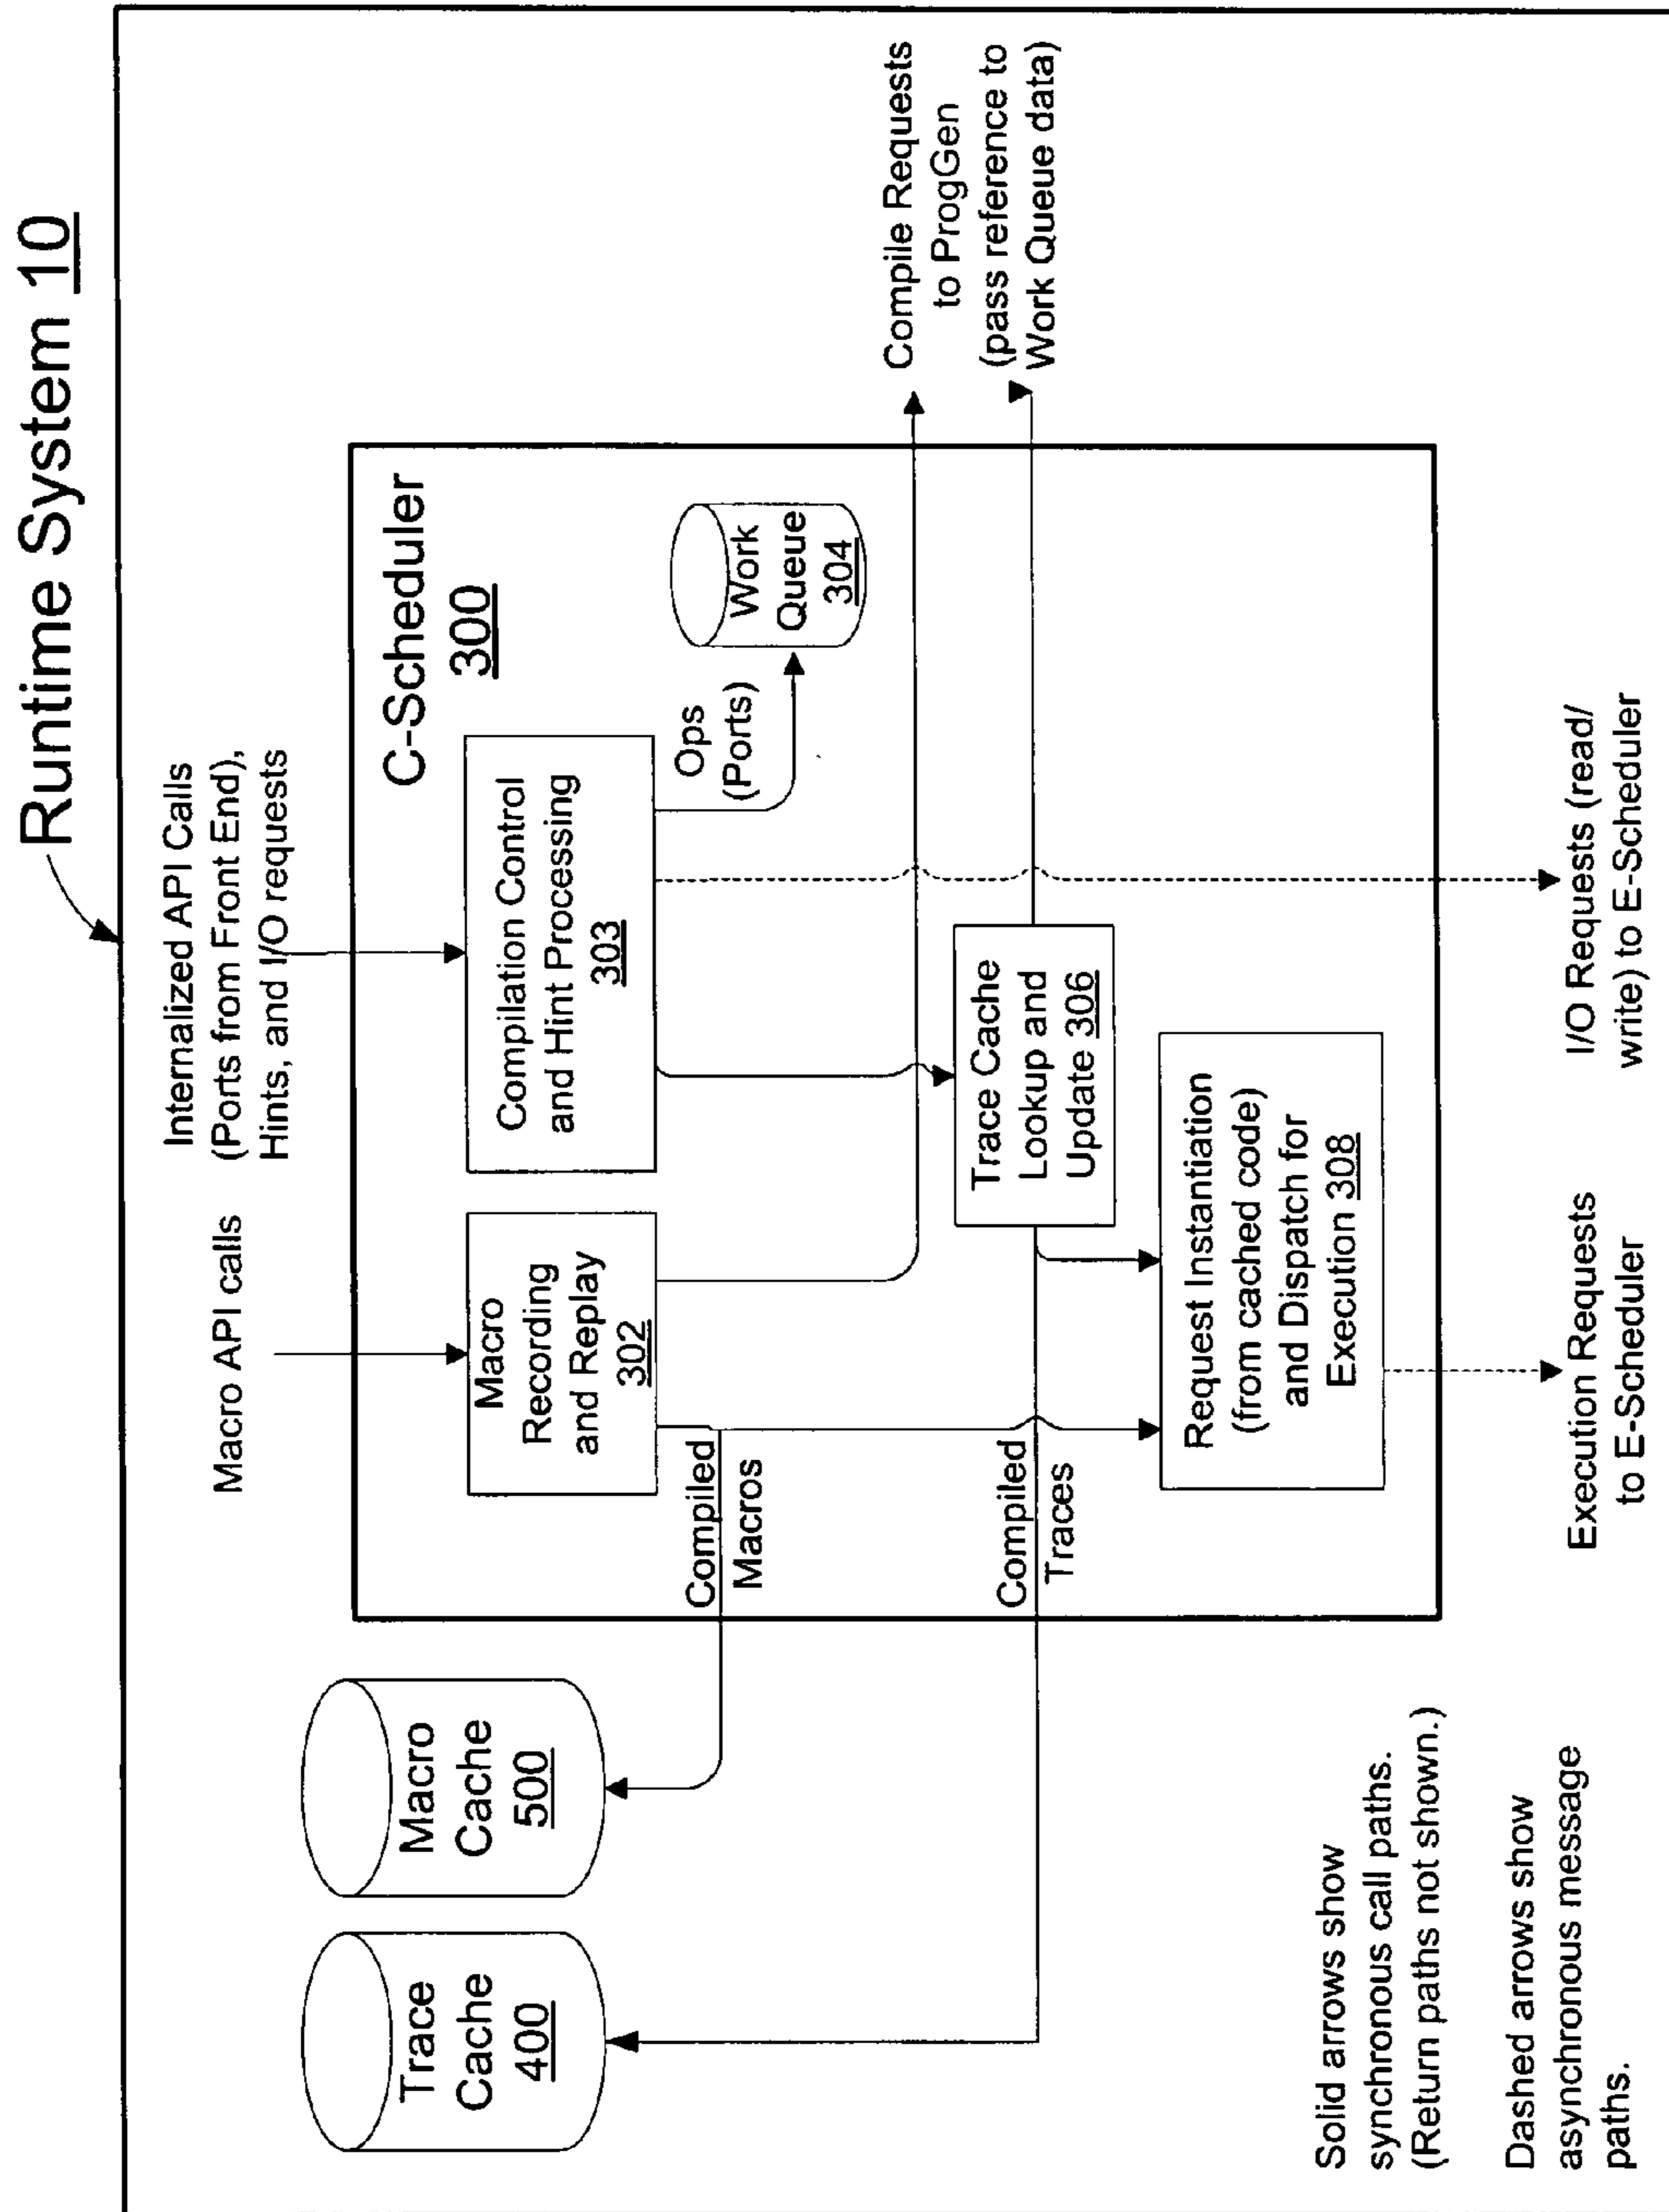 Runtime System 10
Internalized API Calls
(Ports from Front End),
Hints, and I/O requests
Macro API calls
C-Scheduler
300
Trace
Cache
400
Macro
Cache
500
Macro
Recording
and Replay
302
Compilation Control
and Hint Processing
303
Ops
(Ports)
Work
Queue
304
Compiled
Macros
Compile Requests
to ProgGen
(pass reference to
Work Queue data)
Trace Cache
Lookup and
Update 306
Compiled
Traces
Request Instantiation
(from cached code)
and Dispatch for
Execution 308
Solid arrows show
synchronous call paths.
(Return paths not shown.)
Dashed arrows show
asynchronous message
paths.
Execution Requests
to E-Scheduler
I/O Requests (read/
write) to E-Scheduler